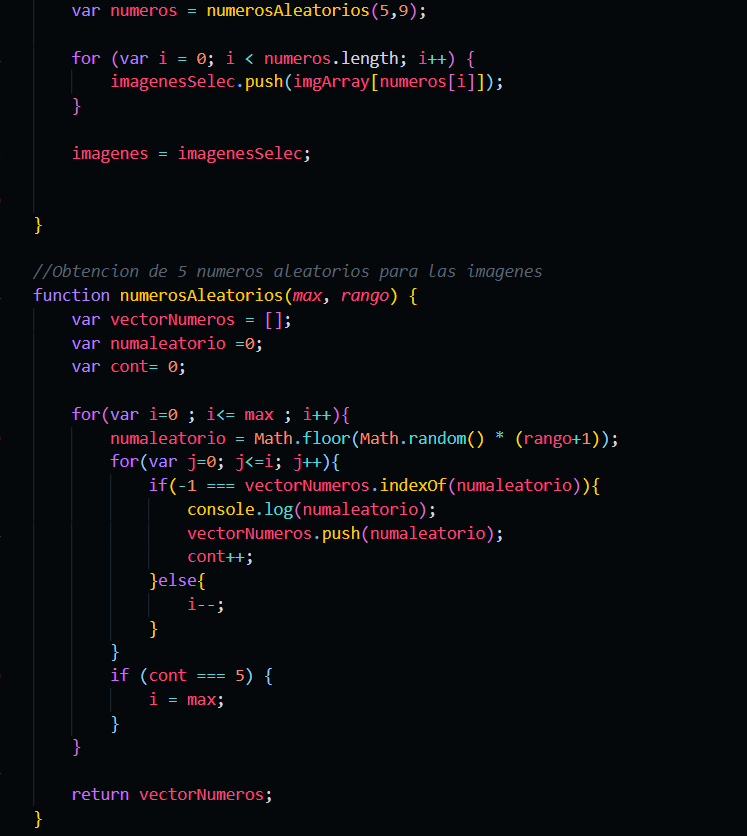 var numeros = numerosAleatorios(5,9);
for (var i = 0; i < numeros.length; i++) {
imagenesSelec.push(imgArray[numeros[i]]);
}
imagenes = imagenesSelec;
}
//Obtencion de 5 numeros aleatorios para las imagenes
function numerosAleatorios(max, rango) {
var vectorNumeros = [];
var numaleatorio =0;
var cont= 0;
for(var i=0 ; i<= max ; i++){
numaleatorio = Math.floor(Math.random() * (rango+1));
for(var j=0; j<=i; j++){
if(-1 === vectorNumeros.indexOf(numaleatorio)){
console.log(numaleatorio);
vectorNumeros.push(numaleatorio);
cont++;
}else{
i--;
}
}
if (cont === 5) {
i = max;
}
}
return vectorNumeros;
}